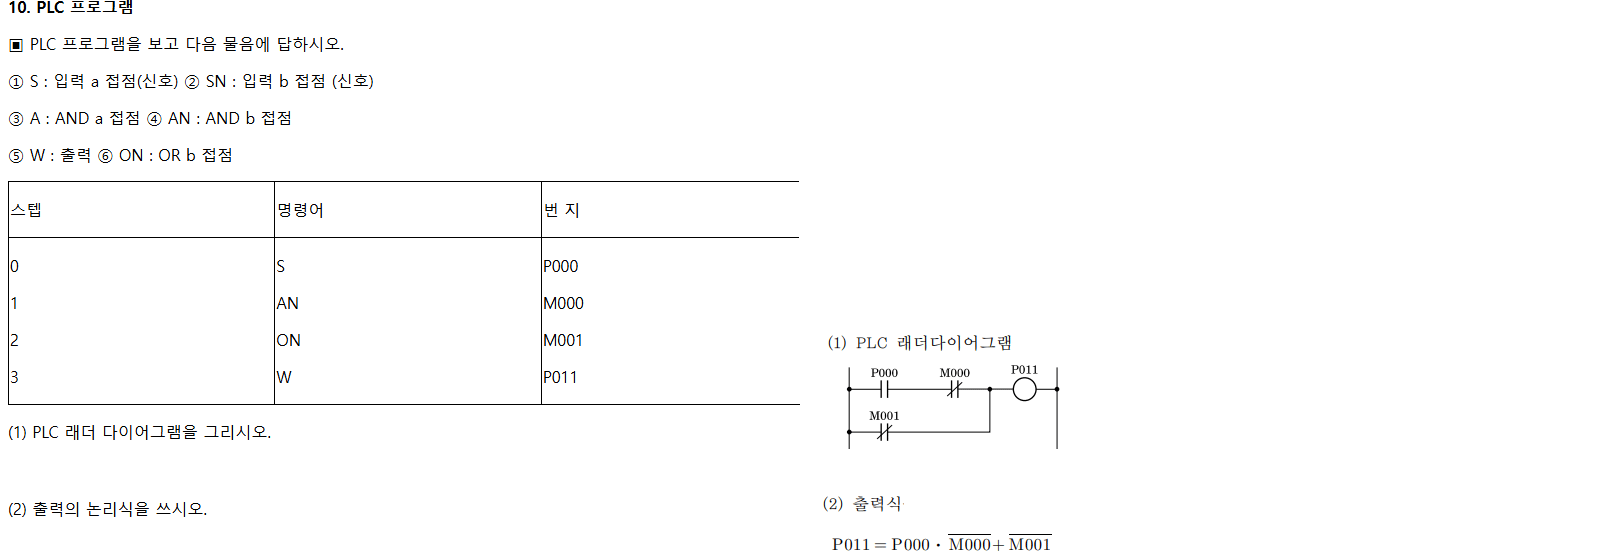 10. PLC 프로그램
▣ PLC 프로그램을 보고 다음 물음에 답하시오.
① S : 입력 a 접점(신호) ② SN : 입력 b 접점 (신호)
③ A : AND a 접점 ④ AN : AND b 접점
⑤ W : 출력 ⑥ ON : OR b 접점
스텝 명령어 번 지
0 S P000
1 AN M000
2 ON M001
3 W P011
(1) PLC 래더 다이어그램을 그리시오.
(2) 출력의 논리식을 쓰시오.
(1) PLC 래더다이어그램
P000 M000 P011
M001
(2) 출력식
P011 = P000 · M̅0̅0̅0̅ + M̅0̅0̅1̅